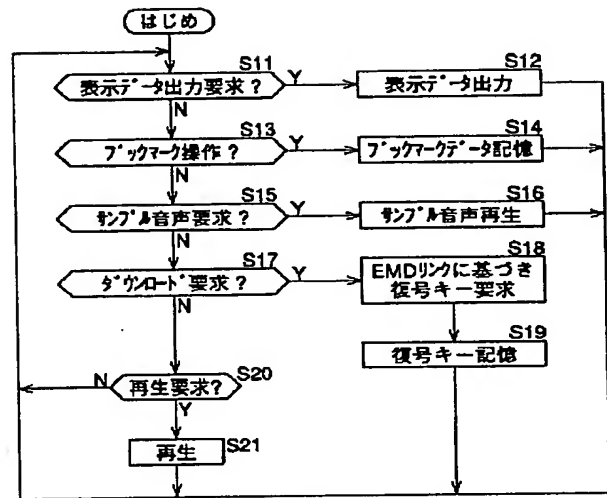 はじめ
S11
表示データ出力要求？
Y
S12
表示データ出力
N
S13
ブックマーク操作？
Y
S14
ブックマークデータ記憶
N
S15
サンプル音声要求？
Y
S16
サンプル音声再生
N
S17
ダウンロード要求？
Y
S18
EMDリンクに基づき
復号キー要求
N
S19
復号キー記憶
N
再生要求?
S20
Y
再生
S21